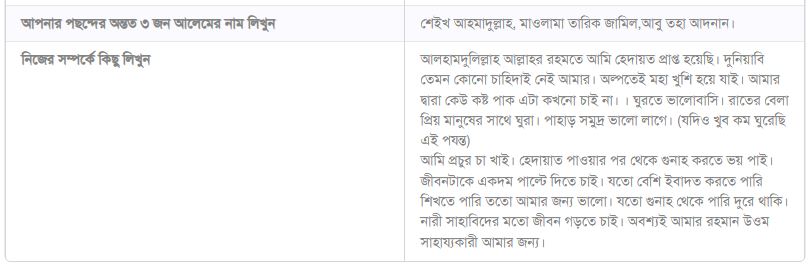 আপনার পছন্দের অন্তত ৩ জন আলেমের নাম লিখুন
শেইখ আহমাদুল্লাহ, মাওলামা তারিক জামিল,আবু তহা আদনান।
নিজের সম্পর্কে কিছু লিখুন
আলহামদুলিল্লাহ আল্লাহর রহমতে আমি হেদায়ত প্রাপ্ত হয়েছি। দুনিয়াবি
তেমন কোনো চাহিদাই নেই আমার। অল্পতেই মহা খুশি হয়ে যাই। আমার
দ্বারা কেউ কষ্ট পাক এটা কখনো চাই না। । ঘুরতে ভালোবাসি। রাতের বেলা
প্রিয় মানুষের সাথে ঘুরা। পাহাড় সমুদ্র ভালো লাগে। (যদিও খুব কম ঘুরেছি
এই পযন্ত)
আমি প্রচুর চা খাই। হেদায়াত পাওয়ার পর থেকে গুনাহ করতে ভয় পাই।
জীবনটাকে একদম পাল্টে দিতে চাই। যতো বেশি ইবাদত করতে পারি
শিখতে পারি ততো আমার জন্য ভালো। যতো গুনাহ থেকে পারি দুরে থাকি।
নারী সাহাবিদের মতো জীবন গড়তে চাই। অবশ্যই আমার রহমান উওম
সাহায্যকারী আমার জন্য।